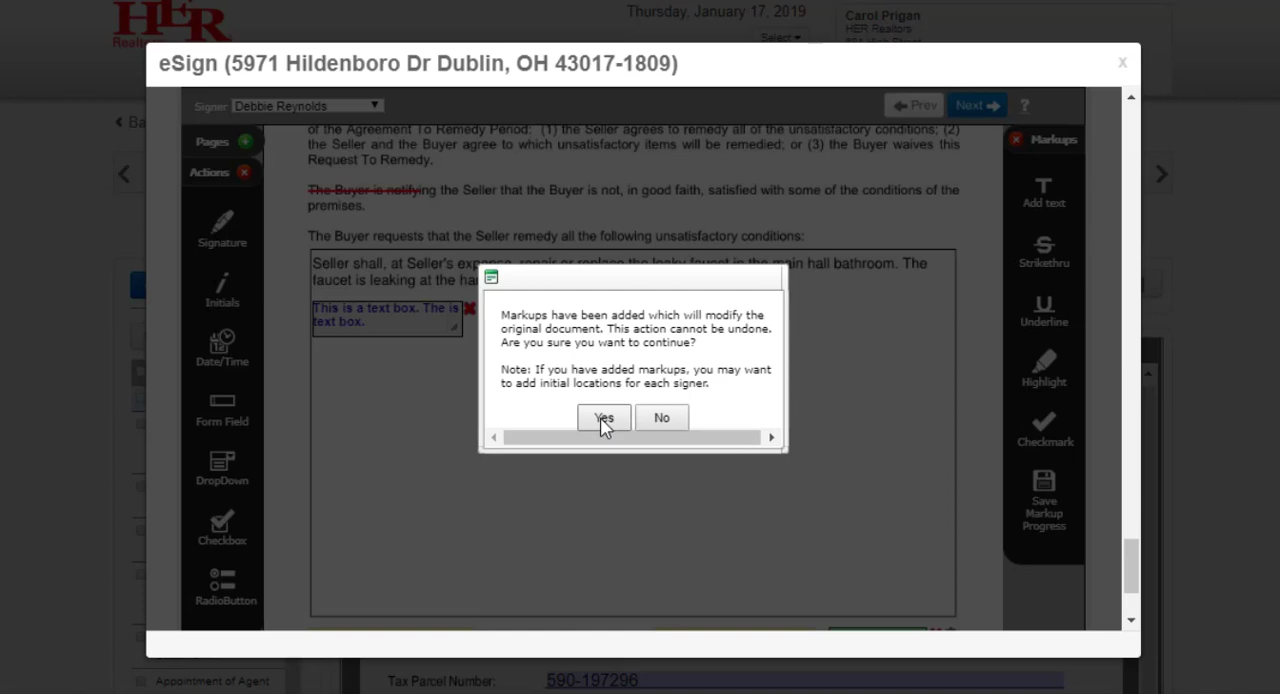 HER
Realtors
Thursday, January 17, 2019
Select
Carol Prigan
HER Realtors
eSign (5971 Hildenboro Dr Dublin, OH 43017-1809)
x
Ba
Signer Debbie Reynolds
Prev
Next
?
Pages
Actions
Signature
Initials
Date/Time
Form Field
DropDown
Checkbox
RadioButton
of the Agreement To Remedy Period: (1) the Seller agrees to remedy all of the unsatisfactory conditions; (2)
the Seller and the Buyer agree to which unsatisfactory items will be remedied; or (3) the Buyer waives this
Request To Remedy.
The Buyer is notifying the Seller that the Buyer is not, in good faith, satisfied with some of the conditions of the
premises.
The Buyer requests that the Seller remedy all the following unsatisfactory conditions:
Seller shall, at Seller's expense, repair or replace the leaky faucet in the main hall bathroom. The
faucet is leaking at the ha
This is a text box. The is
text box.
Markups have been added which will modify the
original document. This action cannot be undone.
Are you sure you want to continue?
Note: If you have added markups, you may want
to add initial locations for each signer.
Yes
No
Markups
Add text
Strikethru
Underline
Highlight
Checkmark
Save
Markup
Progress
Appointment of Agent
Tax Parcel Number: 590-197296